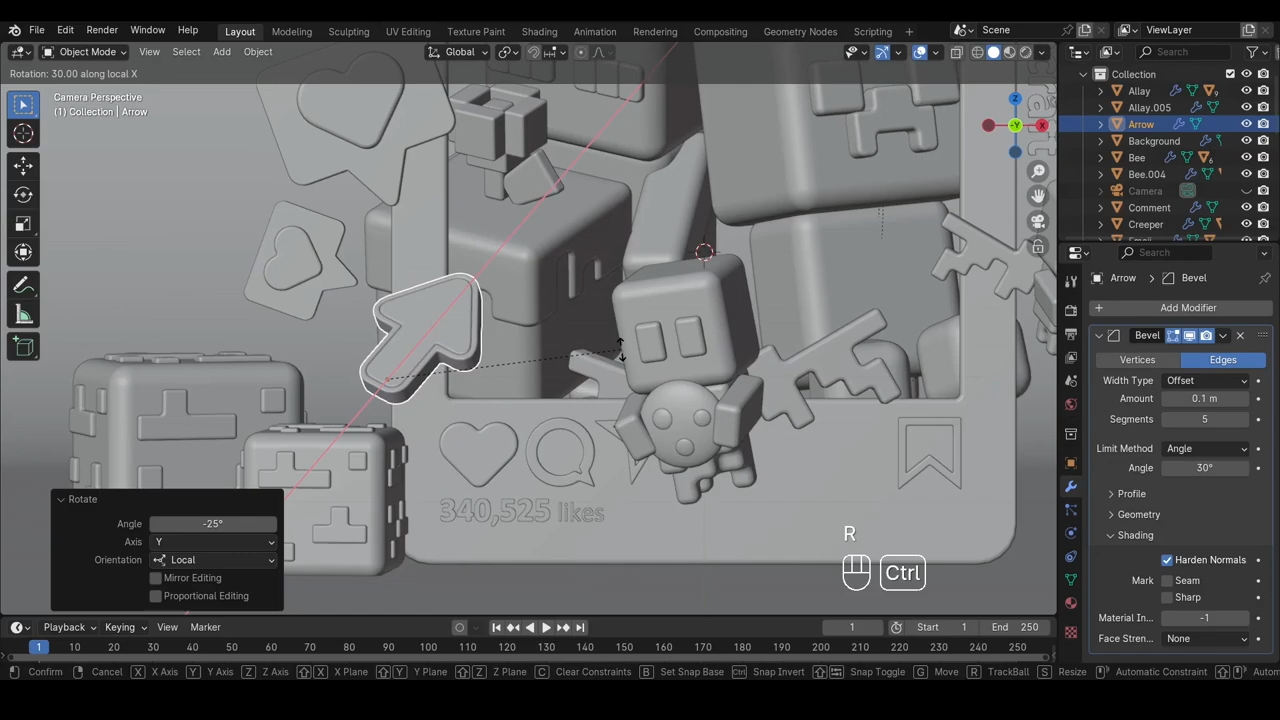 File Edit Render Window Help Layout Modeling Sculpting UV Editing Texture Paint Shading Animation Rendering Compositing Geometry Nodes Scripting Scene ViewLayer
Object Mode View Select Add Object Global Search
Rotation: 30.00 along local X
Camera Perspective
(1) Collection | Arrow
Collection
Allay 9
Allay.005
Arrow
Background
Bee 6
Bee.004
Camera
Comment
Creeper
Z
-Y
X
Search
Arrow Bevel
Add Modifier
Bevel
Vertices Edges
Width Type Offset
Amount 0.1 m
Segments 5
Limit Method Angle
Angle 30°
Profile
Geometry
Shading
Harden Normals
Mark Seam
Sharp
Material In... -1
Face Stren... None
340,525 likes
Rotate
Angle -25°
Axis Y
Orientation Local
Mirror Editing
Proportional Editing
R
Ctrl
Playback Keying View Marker 1 Start 1 End 250
1 10 20 30 40 50 60 70 80 90 100 110 120 130 140 150 160 170 180 190 200 210 220 230 240 250
Confirm Cancel X X Axis Y Y Axis Z Z Axis X X Plane Y Y Plane Z Z Plane C Clear Constraints B Set Snap Base Ctrl Snap Invert Snap Toggle G Move R TrackBall S Resize Automatic Constraint Automatic Constra